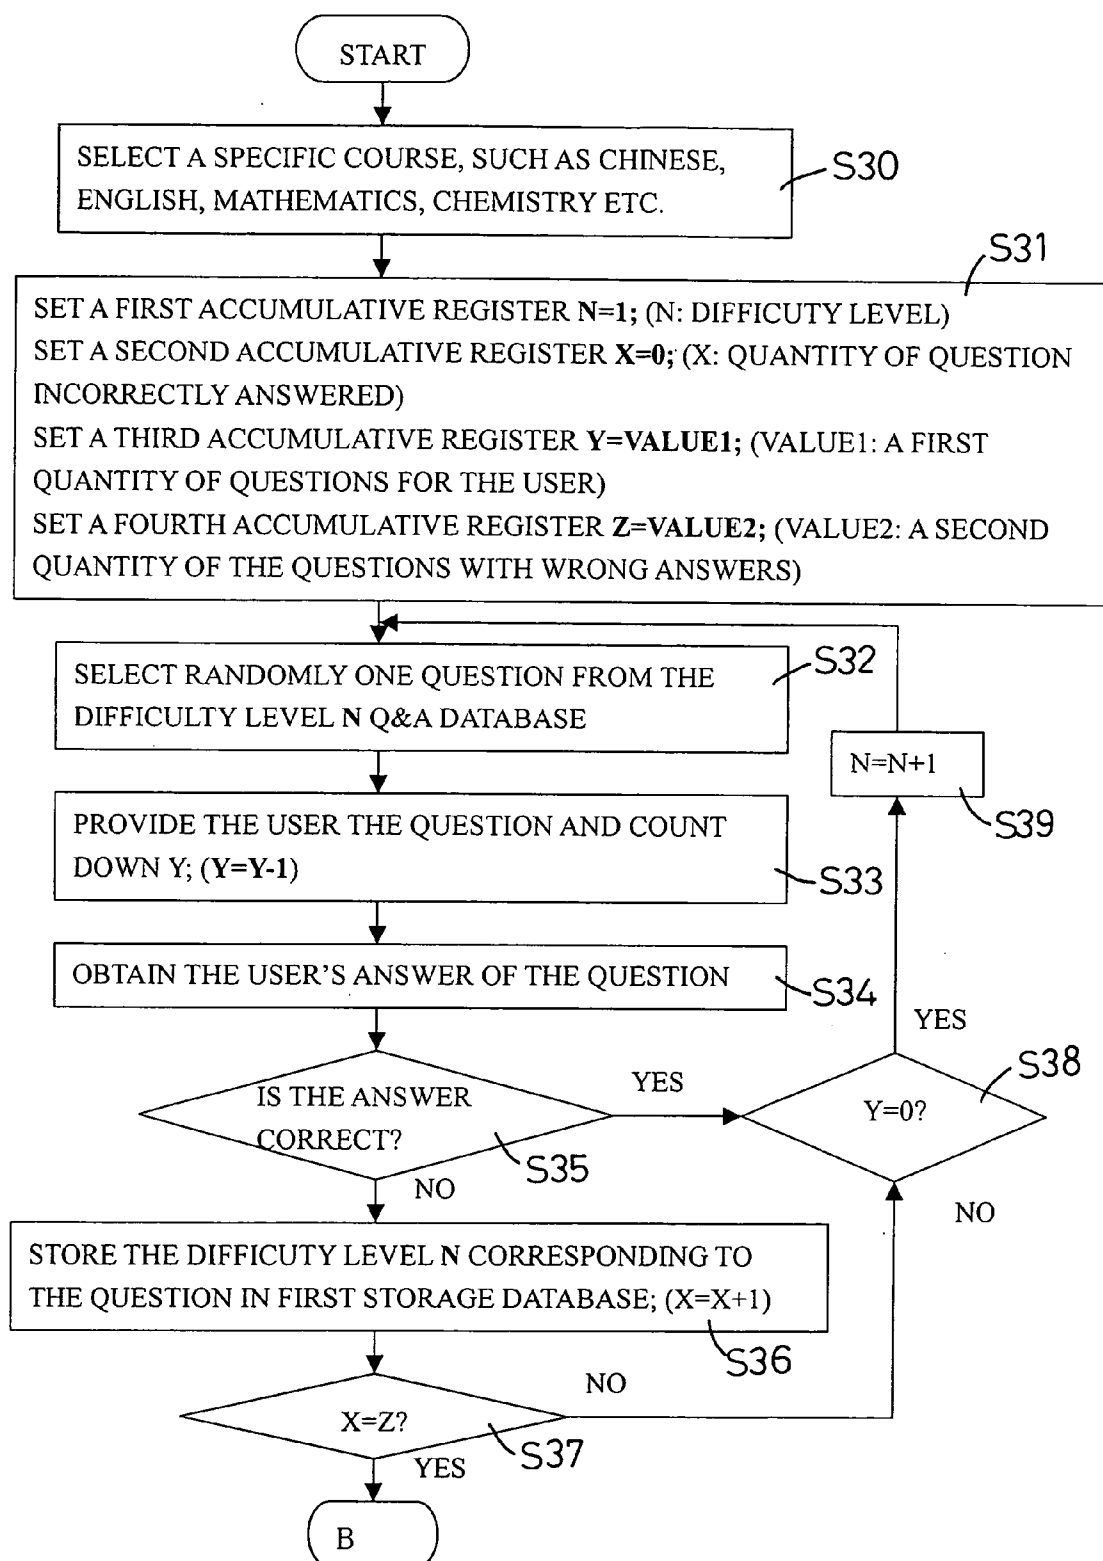 START
SELECT A SPECIFIC COURSE, SUCH AS CHINESE,
ENGLISH, MATHEMATICS, CHEMISTRY ETC.
S30
S31
SET A FIRST ACCUMULATIVE REGISTER N=1; (N: DIFFICUTY LEVEL)
SET A SECOND ACCUMULATIVE REGISTER X=0; (X: QUANTITY OF QUESTION
INCORRECTLY ANSWERED)
SET A THIRD ACCUMULATIVE REGISTER Y=VALUE1; (VALUE1: A FIRST
QUANTITY OF QUESTIONS FOR THE USER)
SET A FOURTH ACCUMULATIVE REGISTER Z=VALUE2; (VALUE2: A SECOND
QUANTITY OF THE QUESTIONS WITH WRONG ANSWERS)
SELECT RANDOMLY ONE QUESTION FROM THE
DIFFICULTY LEVEL N Q&A DATABASE
S32
N=N+1
S39
PROVIDE THE USER THE QUESTION AND COUNT
DOWN Y; (Y=Y-1)
S33
OBTAIN THE USER'S ANSWER OF THE QUESTION
S34
YES
IS THE ANSWER
CORRECT?
YES
S35
NO
Y=0?
S38
NO
STORE THE DIFFICUTY LEVEL N CORRESPONDING TO
THE QUESTION IN FIRST STORAGE DATABASE; (X=X+1)
S36
NO
X=Z?
S37
YES
B